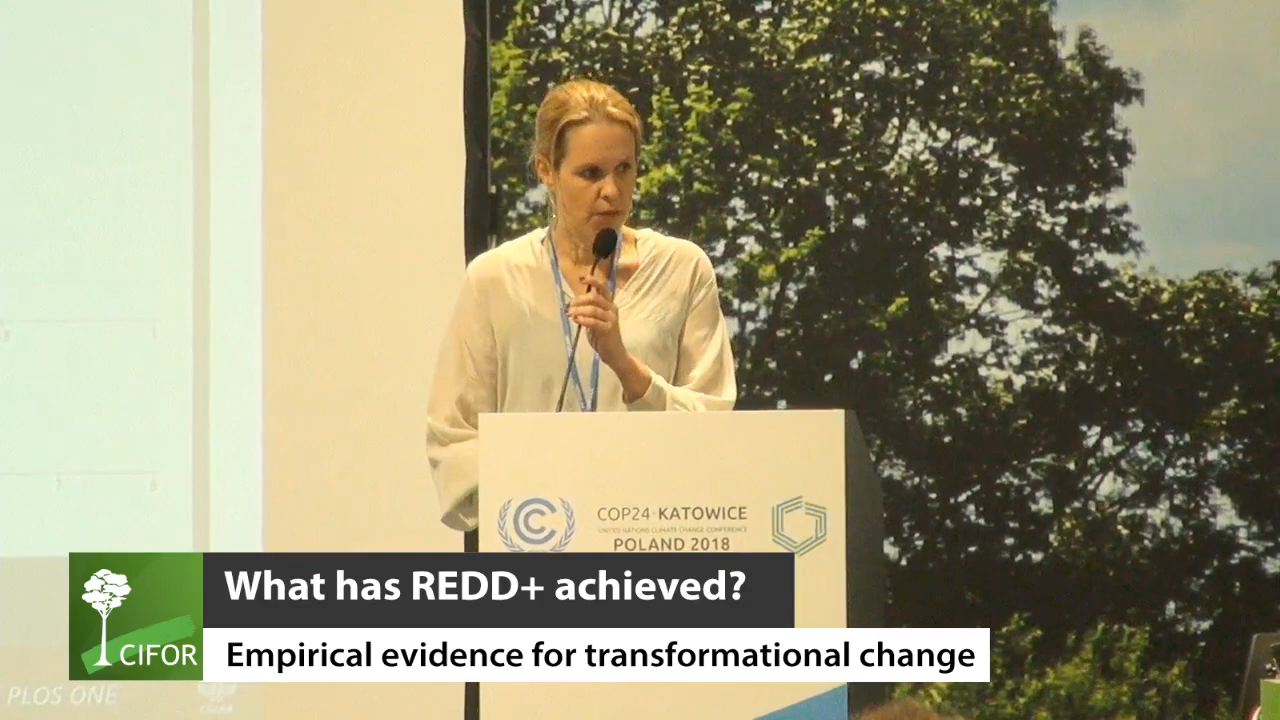 COP24·KATOWICE
UNITED NATIONS CLIMATE CHANGE CONFERENCE
POLAND 2018
What has REDD+ achieved?
CIFOR
Empirical evidence for transformational change
PLOS ONE